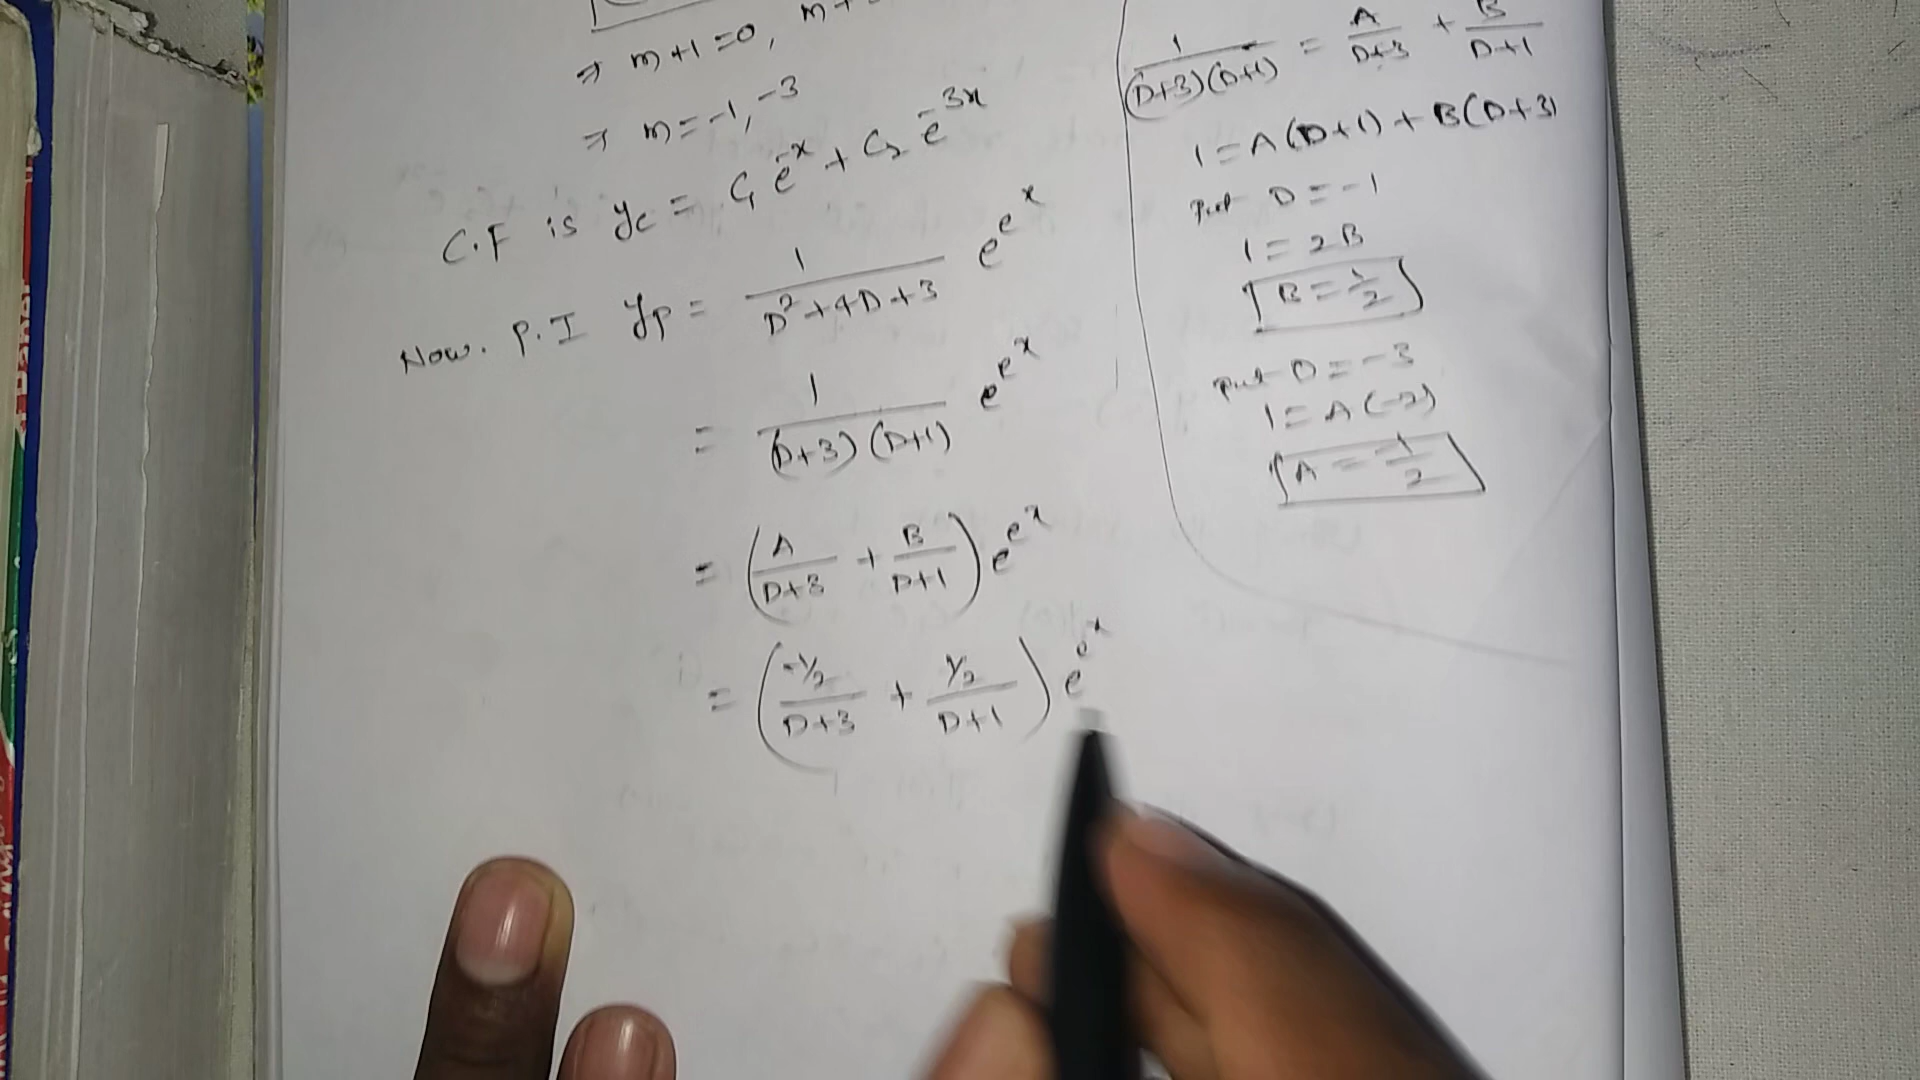 ⇒ m+1=0, m+
⇒ m=-1, -3
C.F is y_c = C₁ e^{-x} + C₂ e^{-3x}
Now. P.I y_p = 1/(D²+4D+3) e^{e^x}
= 1/((D+3)(D+1)) e^{e^x}
= (A/(D+3) + B/(D+1)) e^{e^x}
= (-1/2/(D+3) + 1/2/(D+1)) e^{e^x}
1/((D+3)(D+1)) = A/(D+3) + B/(D+1)
1 = A(D+1) + B(D+3)
Put D = -1
1 = 2B
B = 1/2
Put D = -3
1 = A(-2)
A = -1/2